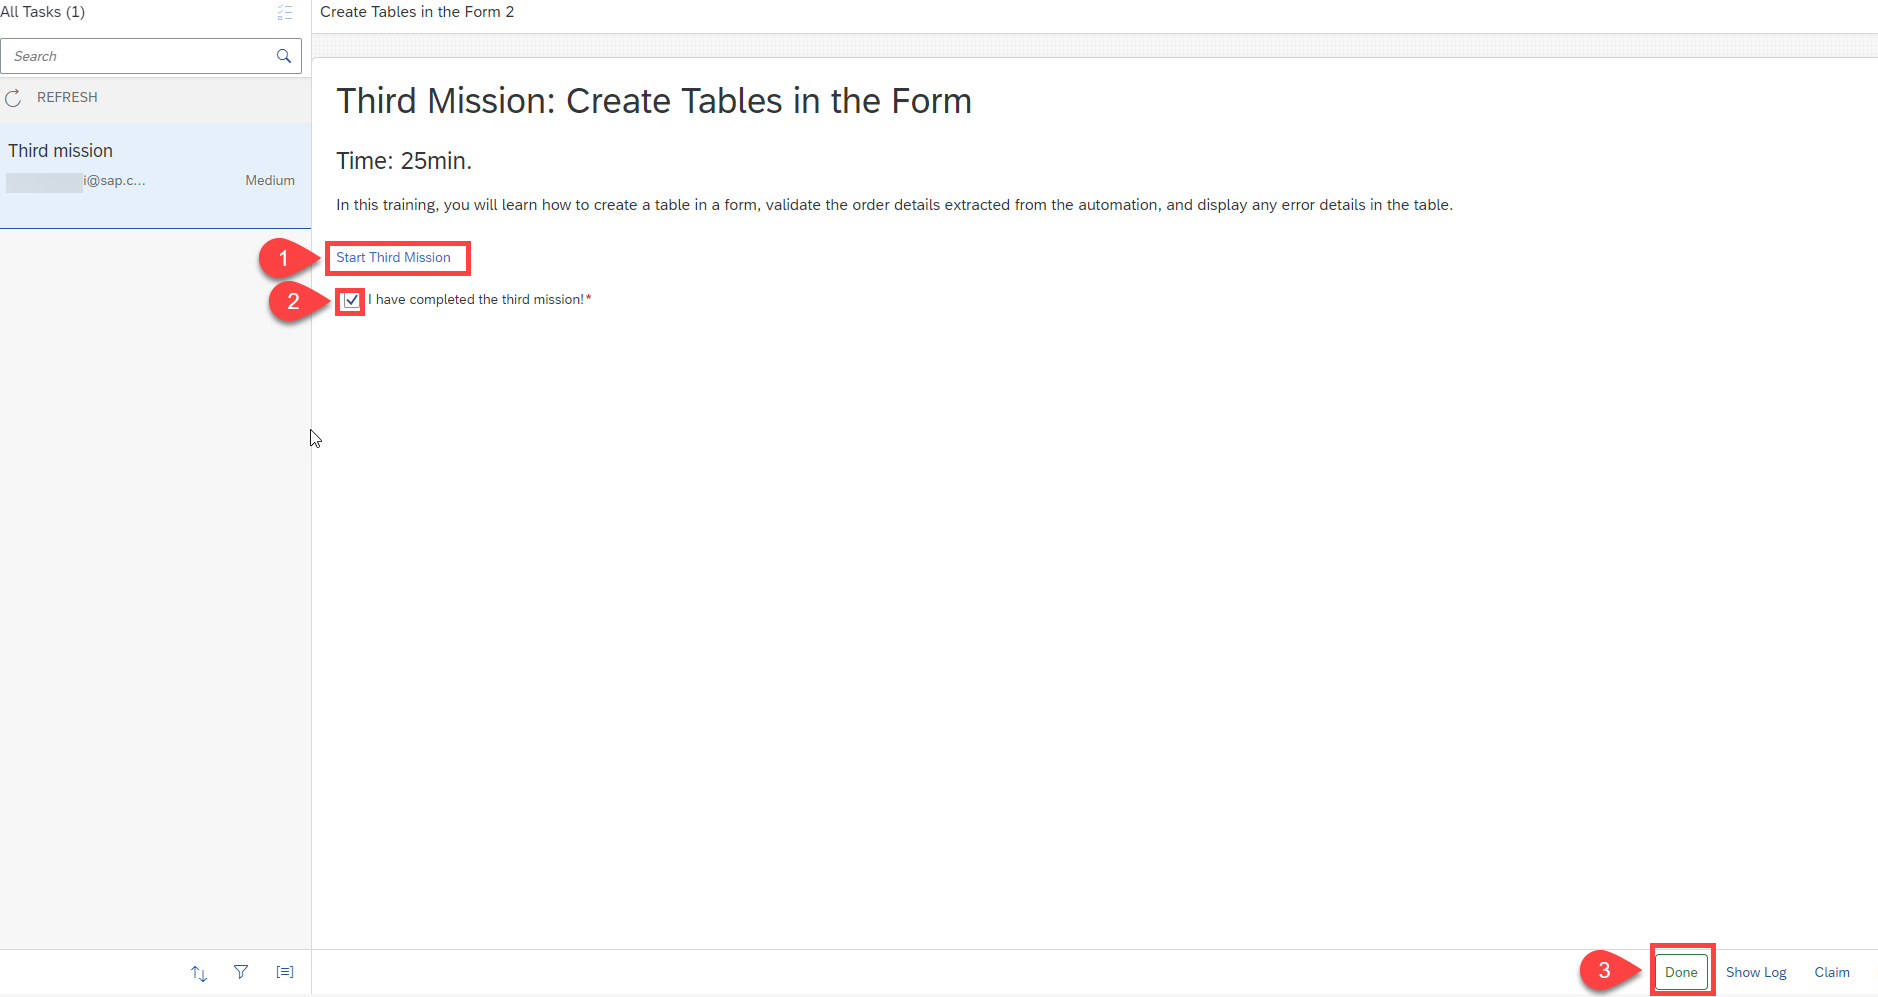 All Tasks (1)
Create Tables in the Form 2
Search
REFRESH
Third mission
i@sap.c...
Medium
Third Mission: Create Tables in the Form
Time: 25min.
In this training, you will learn how to create a table in a form, validate the order details extracted from the automation, and display any error details in the table.
1
Start Third Mission
2
I have completed the third mission!*
3
Done
Show Log
Claim